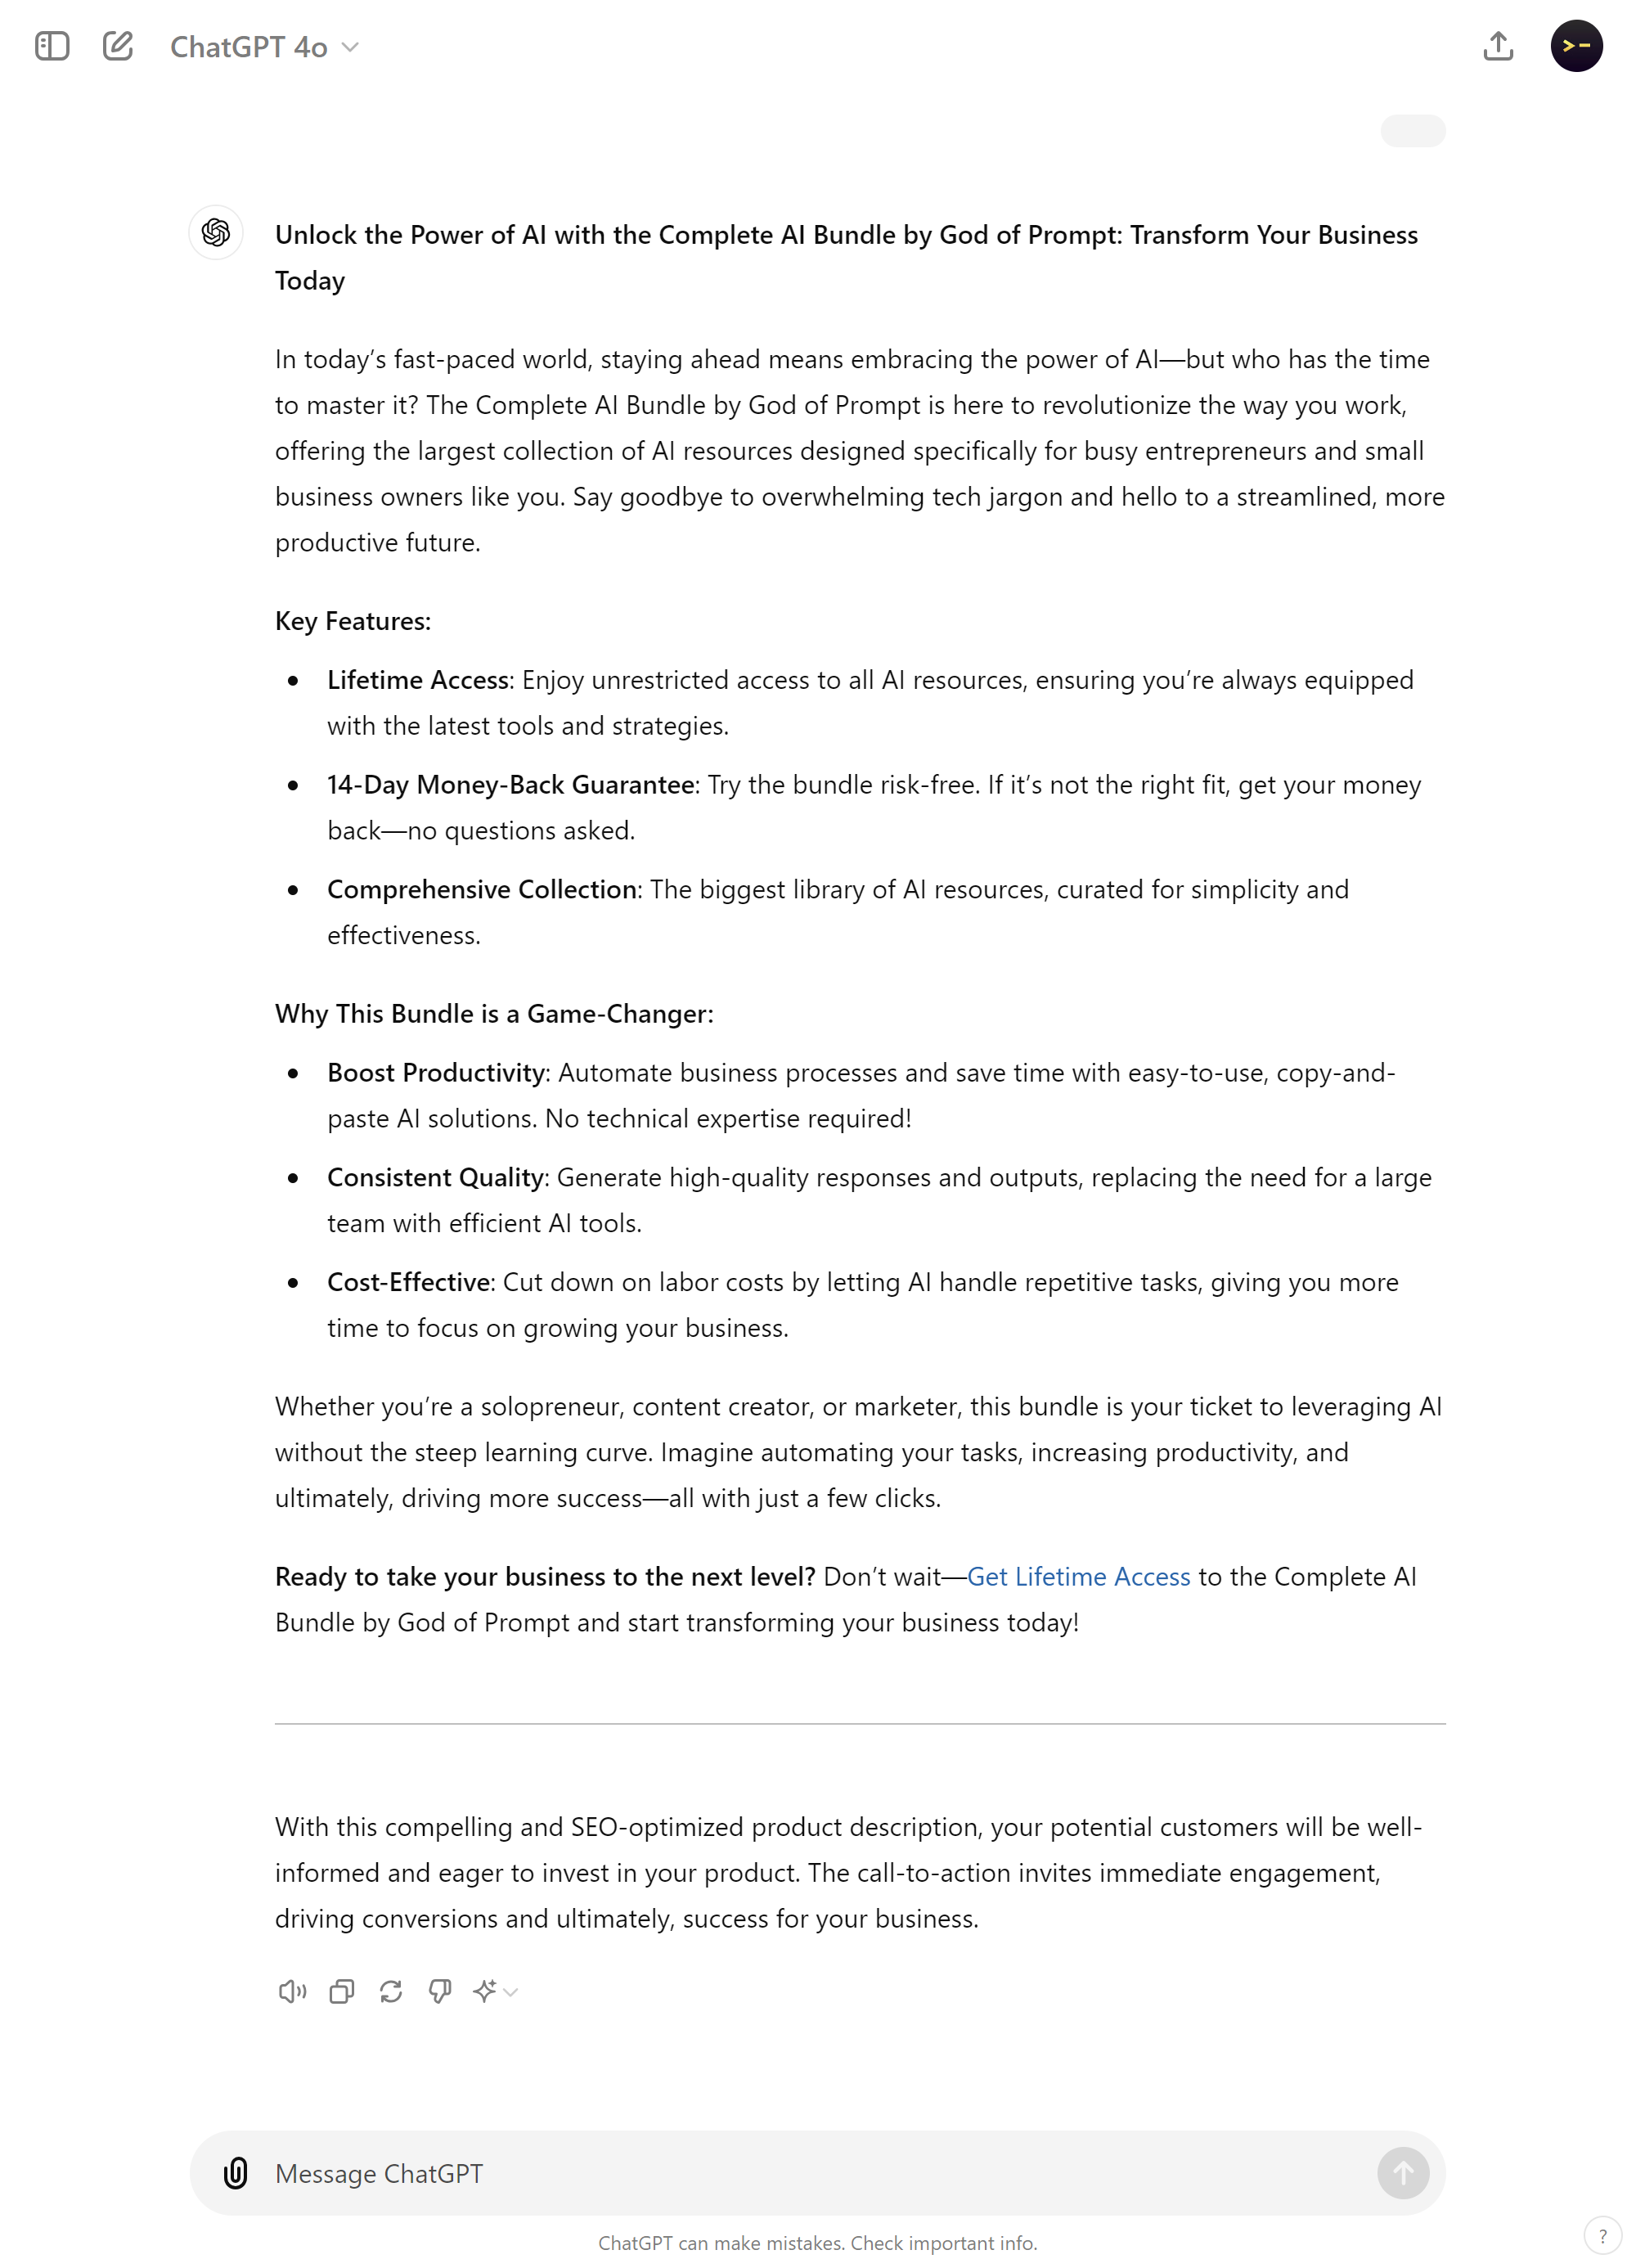 ChatGPT 4o
Unlock the Power of AI with the Complete AI Bundle by God of Prompt: Transform Your Business
Today
In today’s fast-paced world, staying ahead means embracing the power of AI—but who has the time
to master it? The Complete AI Bundle by God of Prompt is here to revolutionize the way you work,
offering the largest collection of AI resources designed specifically for busy entrepreneurs and small
business owners like you. Say goodbye to overwhelming tech jargon and hello to a streamlined, more
productive future.
Key Features:
• Lifetime Access: Enjoy unrestricted access to all AI resources, ensuring you’re always equipped
with the latest tools and strategies.
• 14-Day Money-Back Guarantee: Try the bundle risk-free. If it’s not the right fit, get your money
back—no questions asked.
• Comprehensive Collection: The biggest library of AI resources, curated for simplicity and
effectiveness.
Why This Bundle is a Game-Changer:
• Boost Productivity: Automate business processes and save time with easy-to-use, copy-and-
paste AI solutions. No technical expertise required!
• Consistent Quality: Generate high-quality responses and outputs, replacing the need for a large
team with efficient AI tools.
• Cost-Effective: Cut down on labor costs by letting AI handle repetitive tasks, giving you more
time to focus on growing your business.
Whether you’re a solopreneur, content creator, or marketer, this bundle is your ticket to leveraging AI
without the steep learning curve. Imagine automating your tasks, increasing productivity, and
ultimately, driving more success—all with just a few clicks.
Ready to take your business to the next level? Don’t wait—Get Lifetime Access to the Complete AI
Bundle by God of Prompt and start transforming your business today!
With this compelling and SEO-optimized product description, your potential customers will be well-
informed and eager to invest in your product. The call-to-action invites immediate engagement,
driving conversions and ultimately, success for your business.
Message ChatGPT
ChatGPT can make mistakes. Check important info.
?